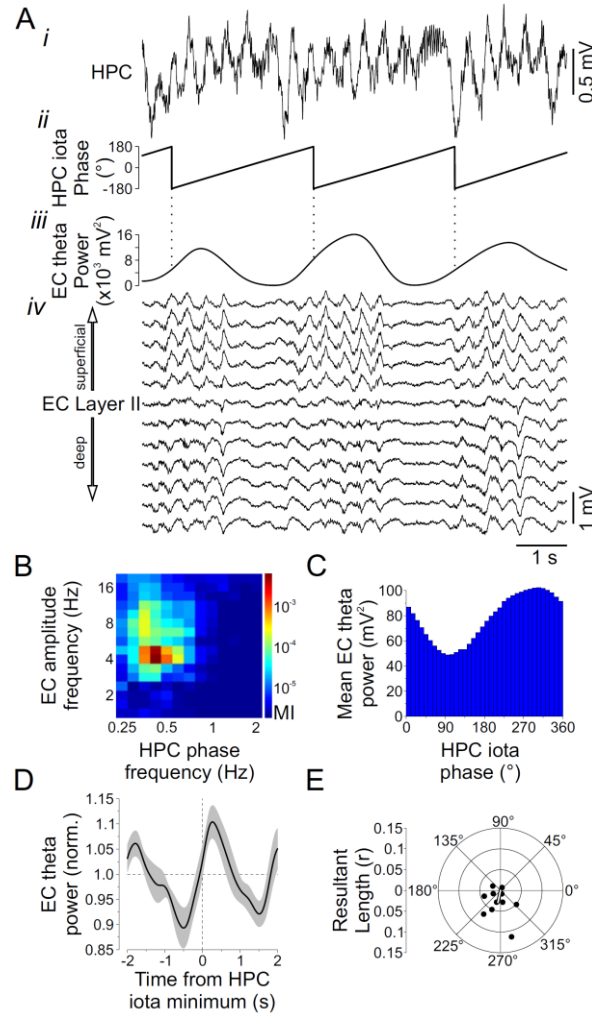 A
i
HPC
0.5 mV
ii
HPC iota
Phase
(°)
180
0
-180
iii
EC theta
Power
(x10³ mV²)
16
8
0
iv
superficial
EC Layer II
deep
1 mV
1 s
B
EC amplitude
frequency (Hz)
16
8
4
2
0.25 0.5 1 2
HPC phase
frequency (Hz)
10⁻³
10⁻⁴
10⁻⁵
MI
C
Mean EC theta
power (mV²)
100
80
60
40
20
0
0 90 180 270 360
HPC iota
phase (°)
D
EC theta
power (norm.)
1.15
1.10
1.05
1.0
0.95
0.90
0.85
-2 -1 0 1 2
Time from HPC
iota minimum (s)
E
Resultant
Length (r)
0.15
0.1
0.05
0
0.05
0.1
0.15
90°
135° 45°
180° 0°
225° 315°
270°